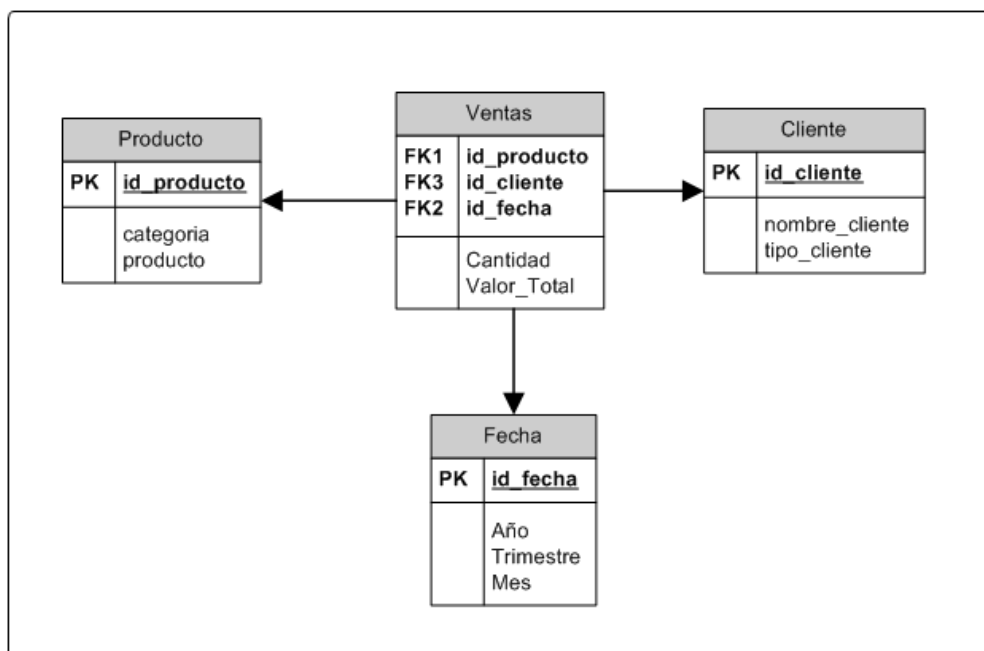 Producto
PK id_producto
categoria
producto
Ventas
FK1 id_producto
FK3 id_cliente
FK2 id_fecha
Cantidad
Valor_Total
Cliente
PK id_cliente
nombre_cliente
tipo_cliente
Fecha
PK id_fecha
Año
Trimestre
Mes